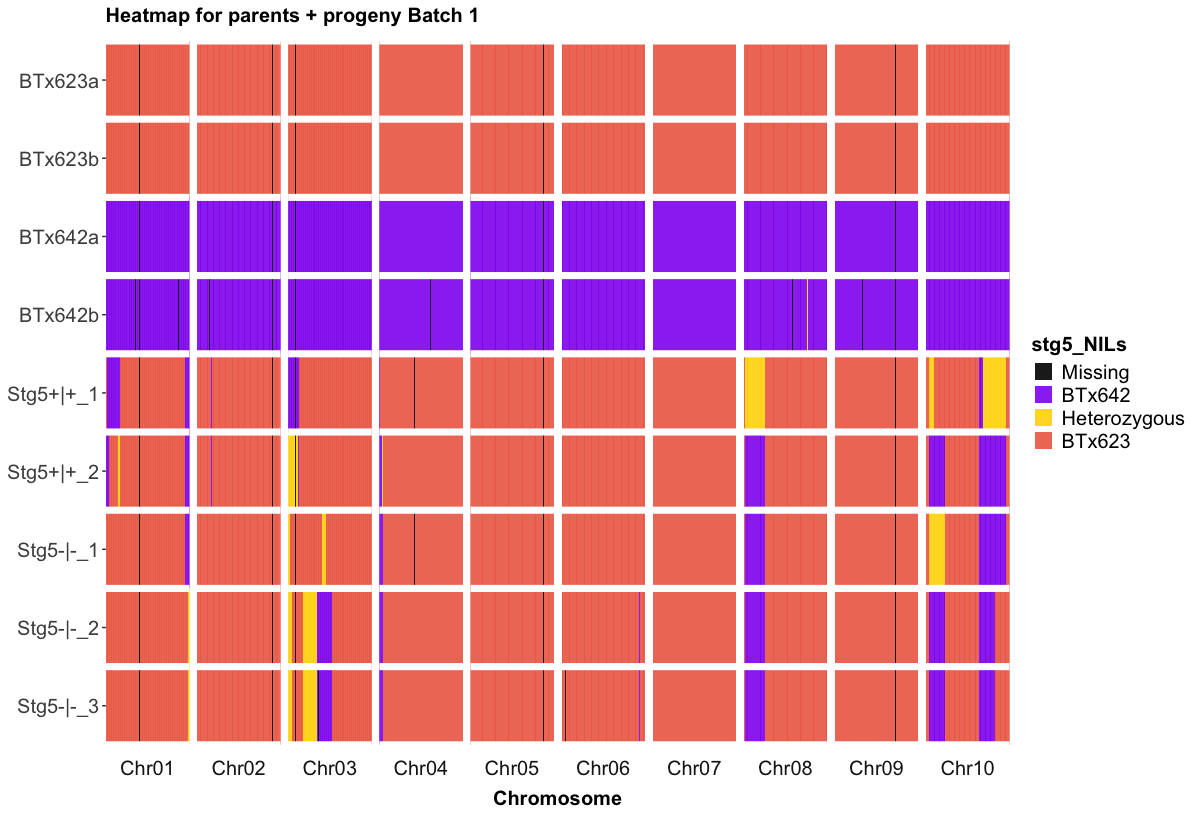 Heatmap for parents + progeny Batch 1
BTx623a
BTx623b
BTx642a
BTx642b
Stg5+|+_1
Stg5+|+_2
Stg5-|-_1
Stg5-|-_2
Stg5-|-_3
stg5_NILs
Missing
BTx642
Heterozygous
BTx623
Chr01 Chr02 Chr03 Chr04 Chr05 Chr06 Chr07 Chr08 Chr09 Chr10
Chromosome